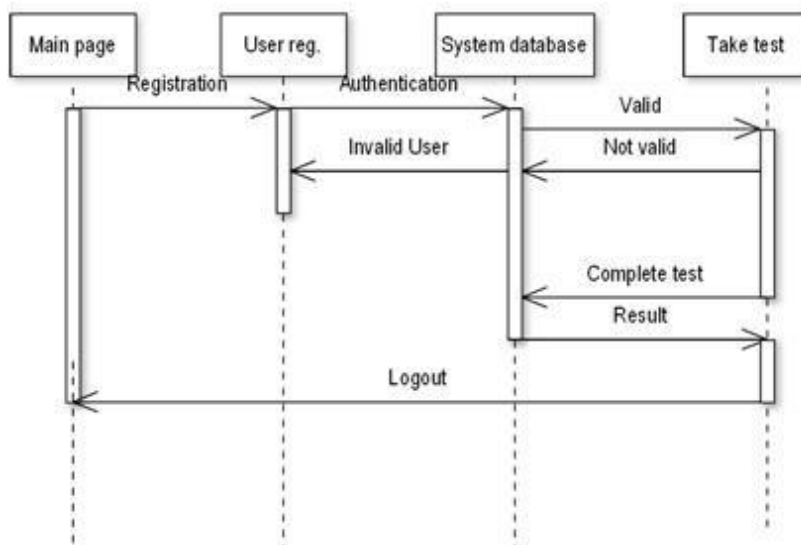 Main page
User reg.
System database
Take test
Registration
Authentication
Valid
Invalid User
Not valid
Complete test
Result
Logout